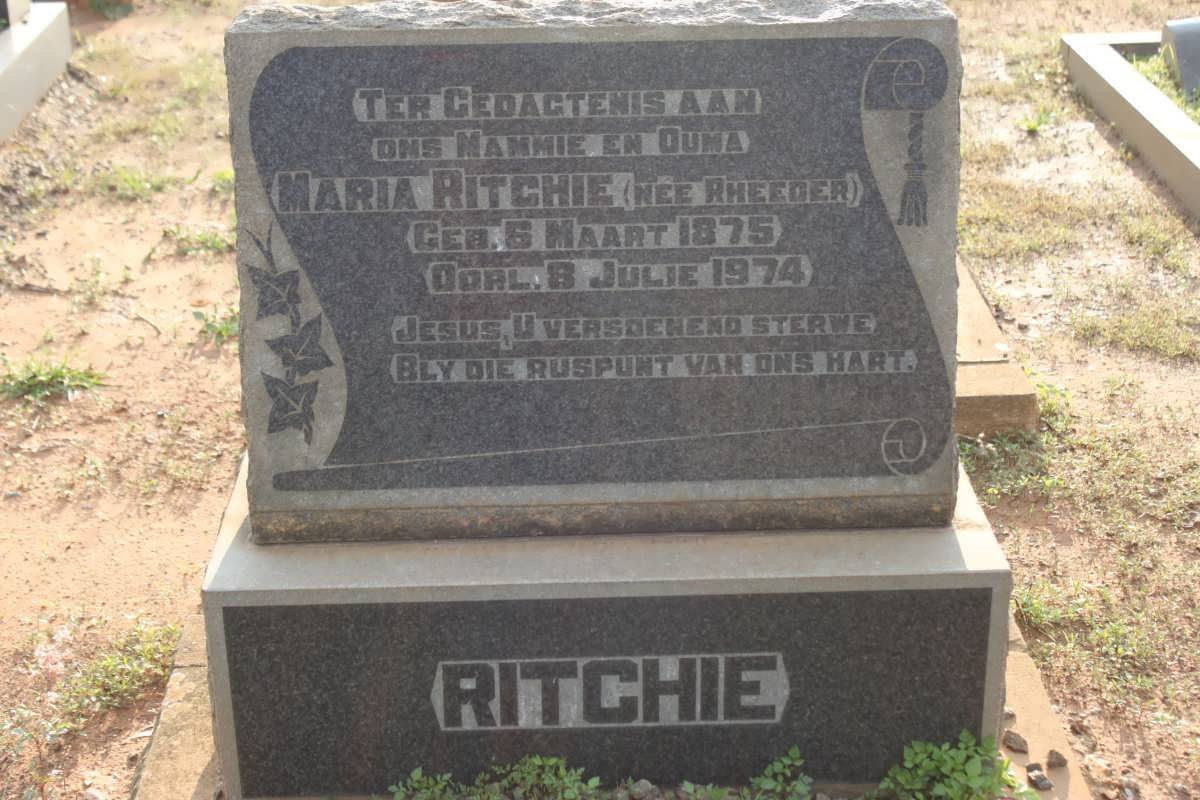 TER GEDAGTENIS AAN
ONS MAMMIE EN OUMA
MARIA RITCHIE (NÉE RHEEDER)
GEB. 6 MAART 1875
OORL. 8 JULIE 1974
JESUS, U VERSOENEND STERWE
BLY DIE RUSPUNT VAN ONS HART.
RITCHIE